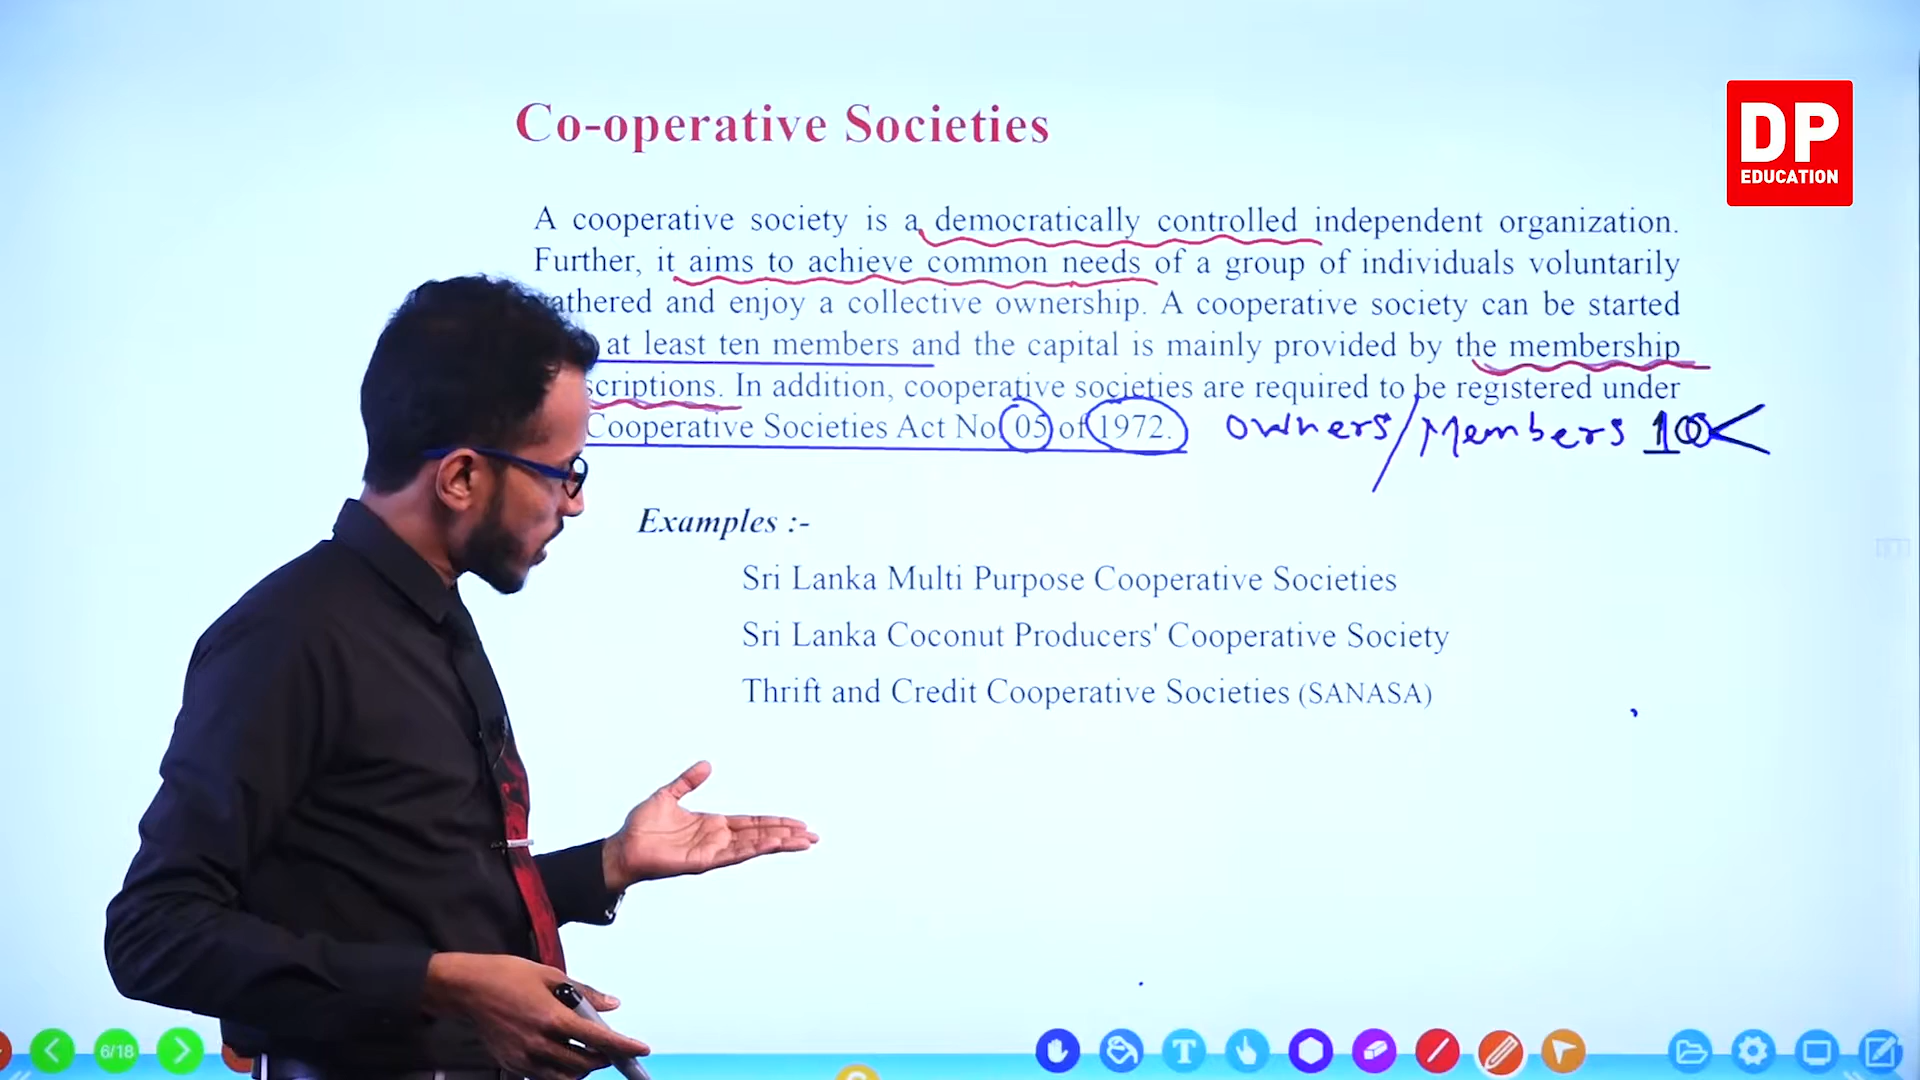 Co-operative Societies
DP
EDUCATION
A cooperative society is a democratically controlled independent organization.
Further, it aims to achieve common needs of a group of individuals voluntarily
athered and enjoy a collective ownership. A cooperative society can be started
at least ten members and the capital is mainly provided by the membership
scriptions. In addition, cooperative societies are required to be registered under
Cooperative Societies Act No 05 of 1972. Owners/Members 10<
Examples :-
Sri Lanka Multi Purpose Cooperative Societies
Sri Lanka Coconut Producers' Cooperative Society
Thrift and Credit Cooperative Societies (SANASA)
6/18
T